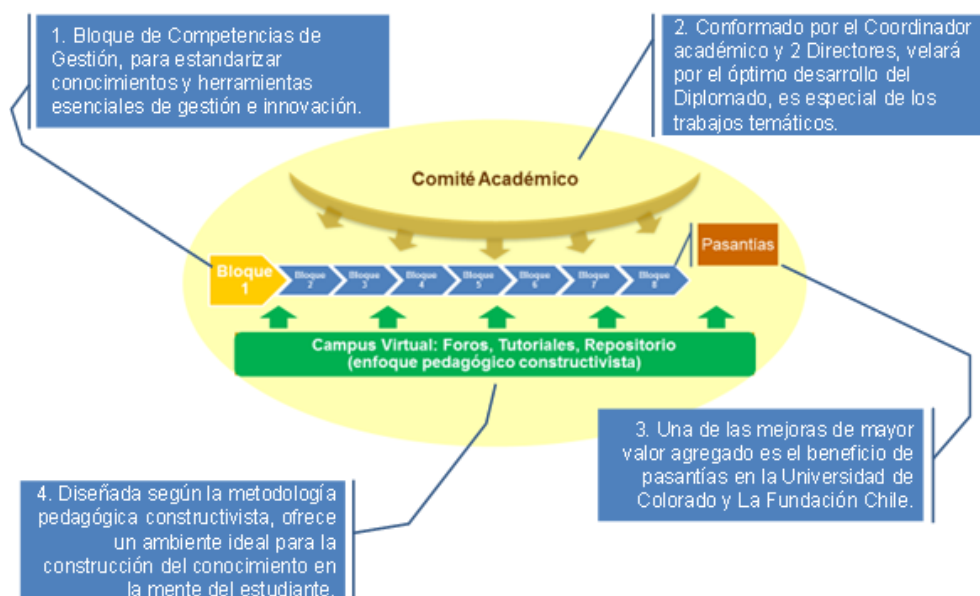 1. Bloque de Competencias de
Gestión, para estandarizar
conocimientos y herramientas
esenciales de gestión e innovación.
2. Conformado por el Coordinador
académico y 2 Directores, velará
por el óptimo desarrollo del
Diplomado, es especial de los
trabajos temáticos.
Comité Académico
Pasantías
Bloque
1
Bloque
2
Bloque
3
Bloque
4
Bloque
5
Bloque
6
Bloque
7
Bloque
8
Campus Virtual: Foros, Tutoriales, Repositorio
(enfoque pedagógico constructivista)
3. Una de las mejoras de mayor
valor agregado es el beneficio de
pasantías en la Universidad de
Colorado y La Fundación Chile.
4. Diseñada según la metodología
pedagógica constructivista, ofrece
un ambiente ideal para la
construcción del conocimiento en
la mente del estudiante.